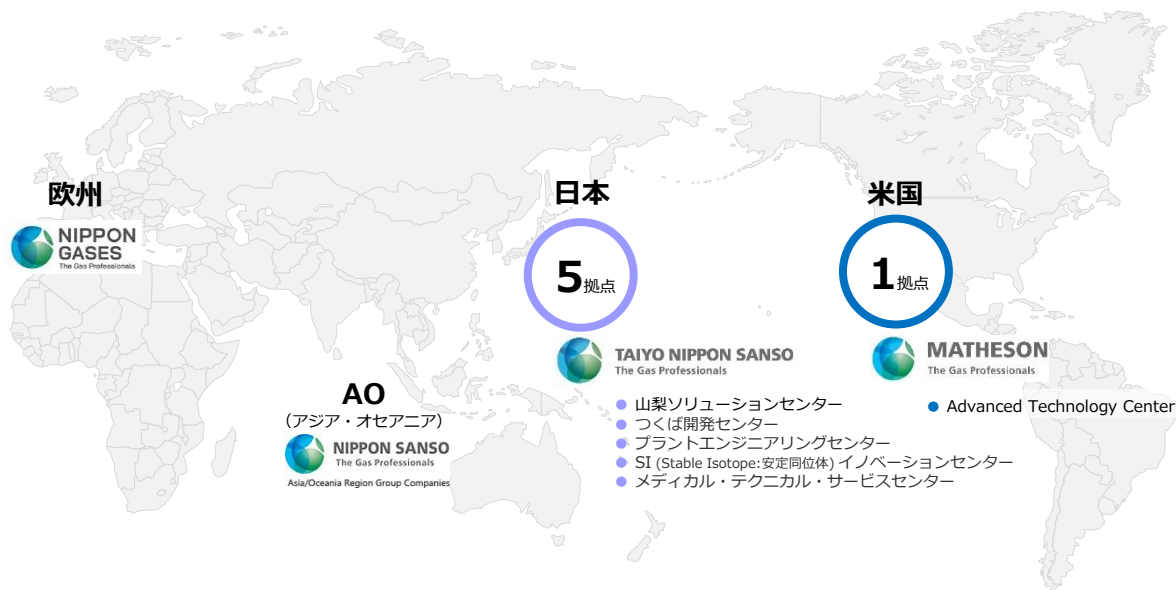 欧州
NIPPON
GASES
The Gas Professionals
AO
（アジア・オセアニア）
NIPPON SANSO
The Gas Professionals
Asia/Oceania Region Group Companies
日本
5拠点
TAIYO NIPPON SANSO
The Gas Professionals
● 山梨ソリューションセンター
● つくば開発センター
● プラントエンジニアリングセンター
● SI (Stable Isotope:安定同位体) イノベーションセンター
● メディカル・テクニカル・サービスセンター
米国
1拠点
MATHESON
The Gas Professionals
● Advanced Technology Center